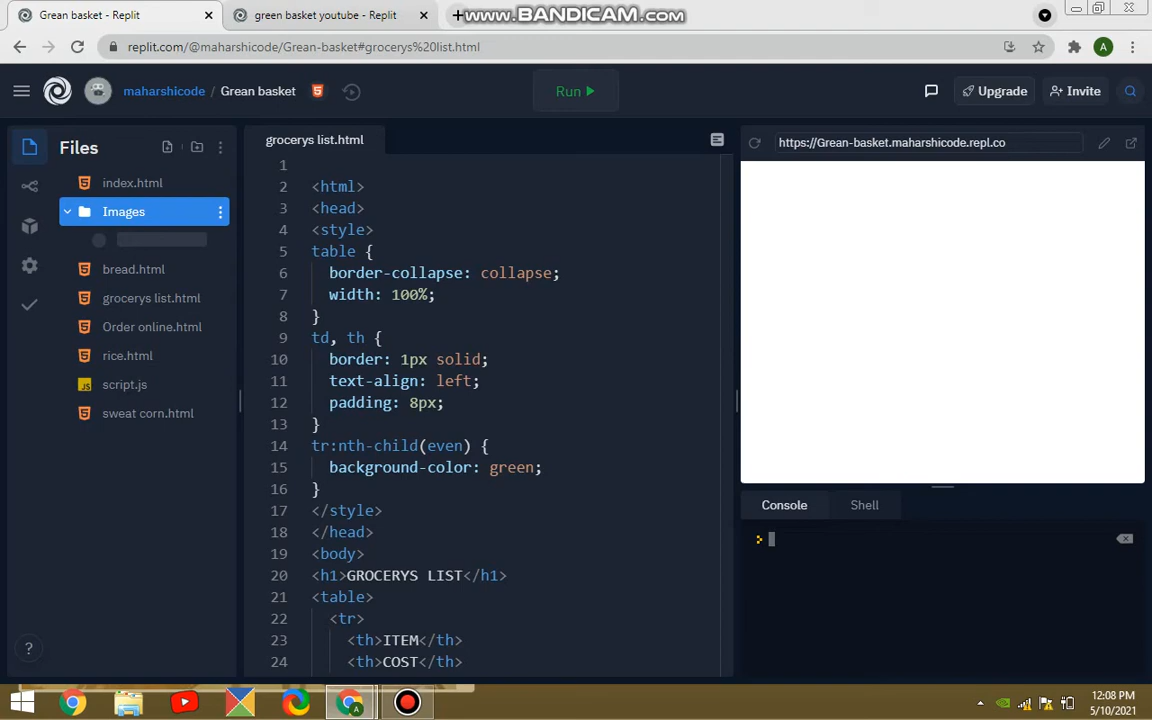 Grean basket - Replit
green basket youtube - Replit
www.BANDICAM.com
replit.com/@maharshicode/Grean-basket#grocerys%20list.html
A
maharshicode / Grean basket
Run
Upgrade
Invite
Files
index.html
Images
bread.html
grocerys list.html
Order online.html
rice.html
script.js
sweat corn.html
grocerys list.html
1
2 <html>
3 <head>
4 <style>
5 table {
6 border-collapse: collapse;
7 width: 100%;
8 }
9 td, th {
10 border: 1px solid;
11 text-align: left;
12 padding: 8px;
13 }
14 tr:nth-child(even) {
15 background-color: green;
16 }
17 </style>
18 </head>
19 <body>
20 <h1>GROCERYS LIST</h1>
21 <table>
22 <tr>
23 <th>ITEM</th>
24 <th>COST</th>
https://Grean-basket.maharshicode.repl.co
Console
Shell
?
12:08 PM
5/10/2021